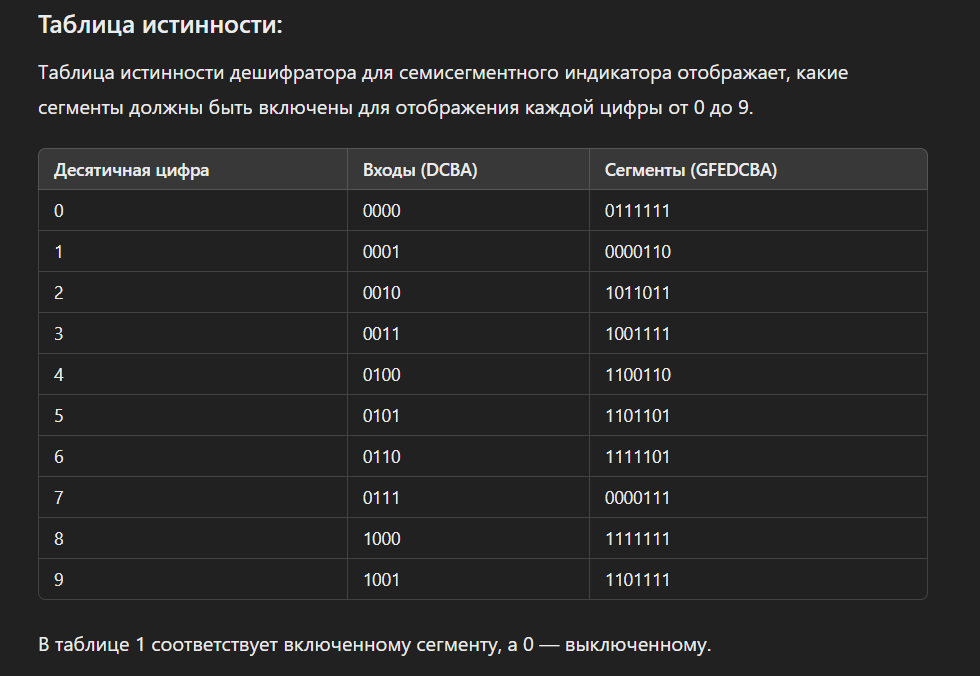 Таблица истинности:
Таблица истинности дешифратора для семисегментного индикатора отображает, какие
сегменты должны быть включены для отображения каждой цифры от 0 до 9.
Десятичная цифра Входы (DCBA) Сегменты (GFEDCBA)
0 0000 0111111
1 0001 0000110
2 0010 1011011
3 0011 1001111
4 0100 1100110
5 0101 1101101
6 0110 1111101
7 0111 0000111
8 1000 1111111
9 1001 1101111
В таблице 1 соответствует включенному сегменту, а 0 — выключенному.